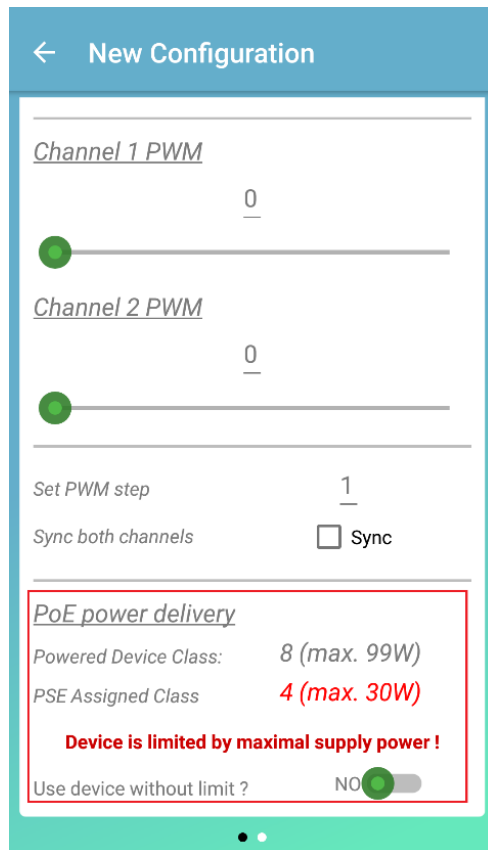 New Configuration
Channel 1 PWM
0
Channel 2 PWM
0
Set PWM step 1
Sync both channels Sync
PoE power delivery
Powered Device Class: 8 (max. 99W)
PSE Assigned Class 4 (max. 30W)
Device is limited by maximal supply power !
Use device without limit ? NO